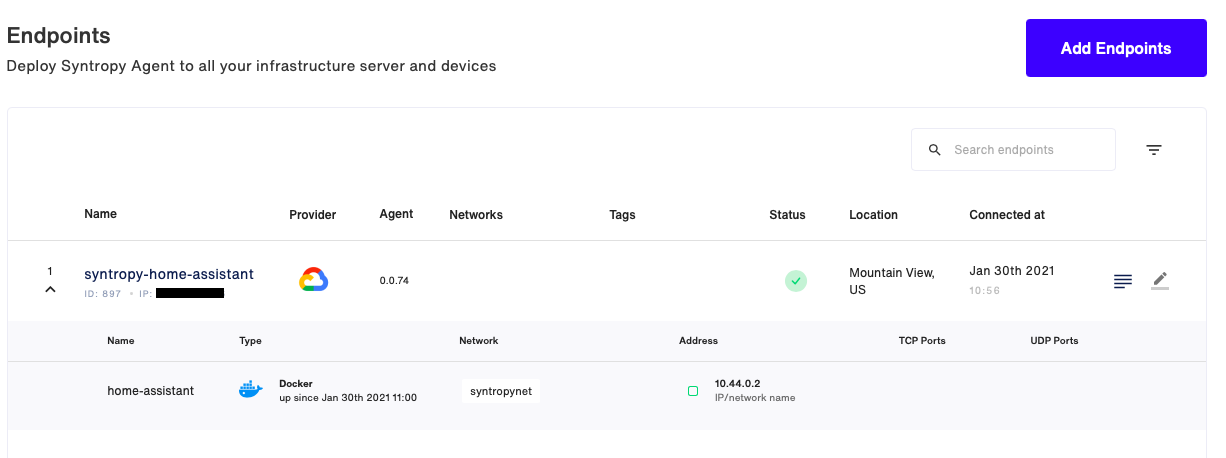 Endpoints
Deploy Syntropy Agent to all your infrastructure server and devices
Add Endpoints
Search endpoints
Name Provider Agent Networks Tags Status Location Connected at
1
syntropy-home-assistant
ID: 897 • IP:
0.0.74
Mountain View,
US
Jan 30th 2021
10:56
Name Type Network Address TCP Ports UDP Ports
home-assistant
Docker
up since Jan 30th 2021 11:00
syntropynet
10.44.0.2
IP/network name